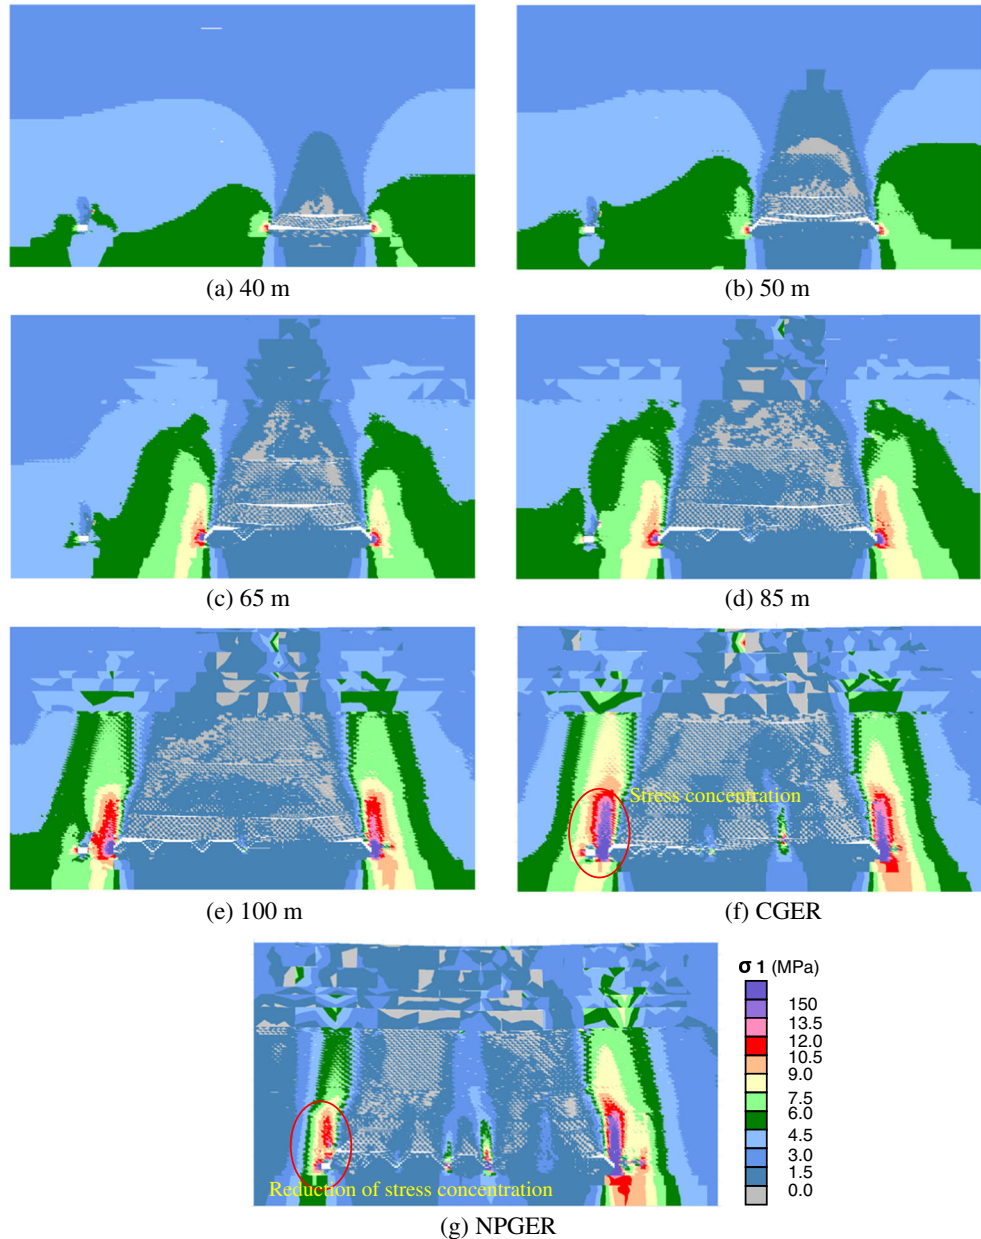 (a) 40 m
(b) 50 m
(c) 65 m
(d) 85 m
Stress concentration
(e) 100 m
(f) CGER
σ 1 (MPa)
150
13.5
12.0
10.5
9.0
7.5
6.0
4.5
3.0
1.5
0.0
Reduction of stress concentration
(g) NPGER